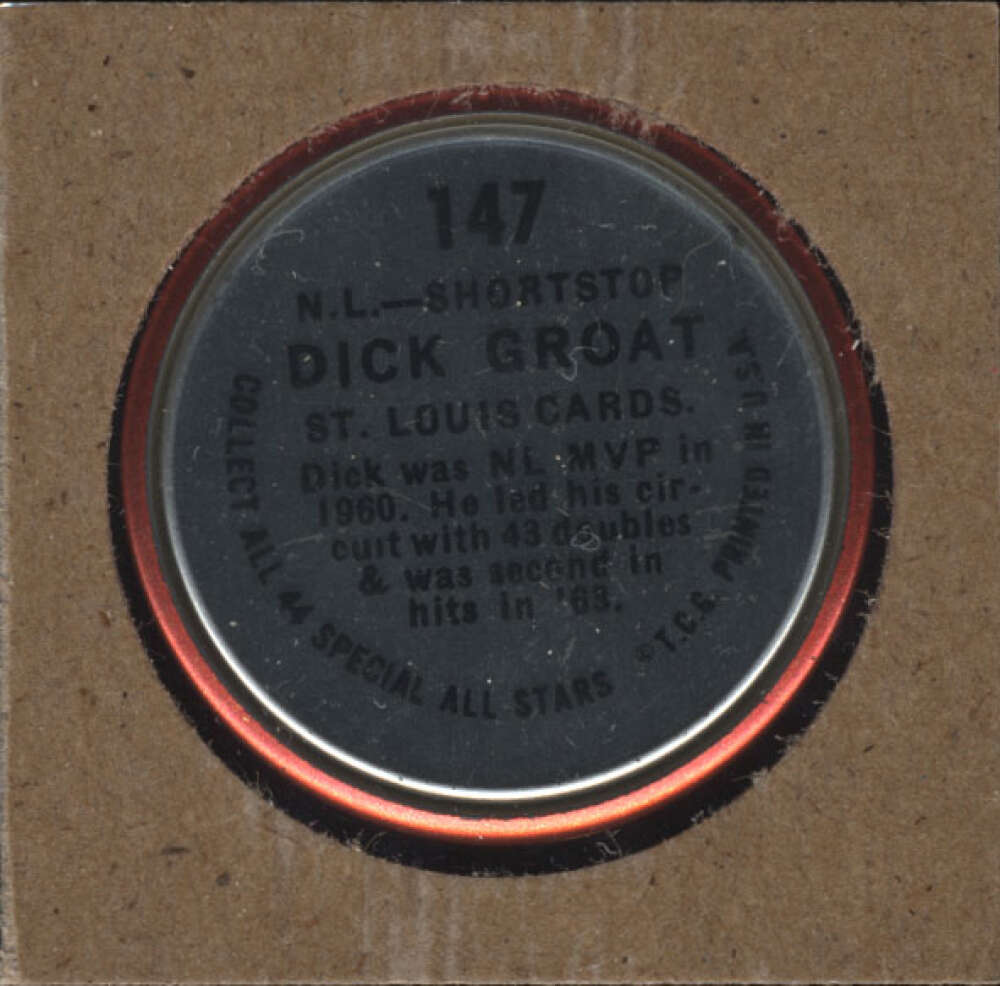 147
N.L.—SHORTSTOP
DICK GROAT
ST. LOUIS CARDS.
Dick was NL MVP in
1960. He led his cir-
cuit with 43 doubles
& was second in
hits in '63.
COLLECT ALL 44 SPECIAL ALL STARS
© T.C.G. PRINTED IN U.S.A.